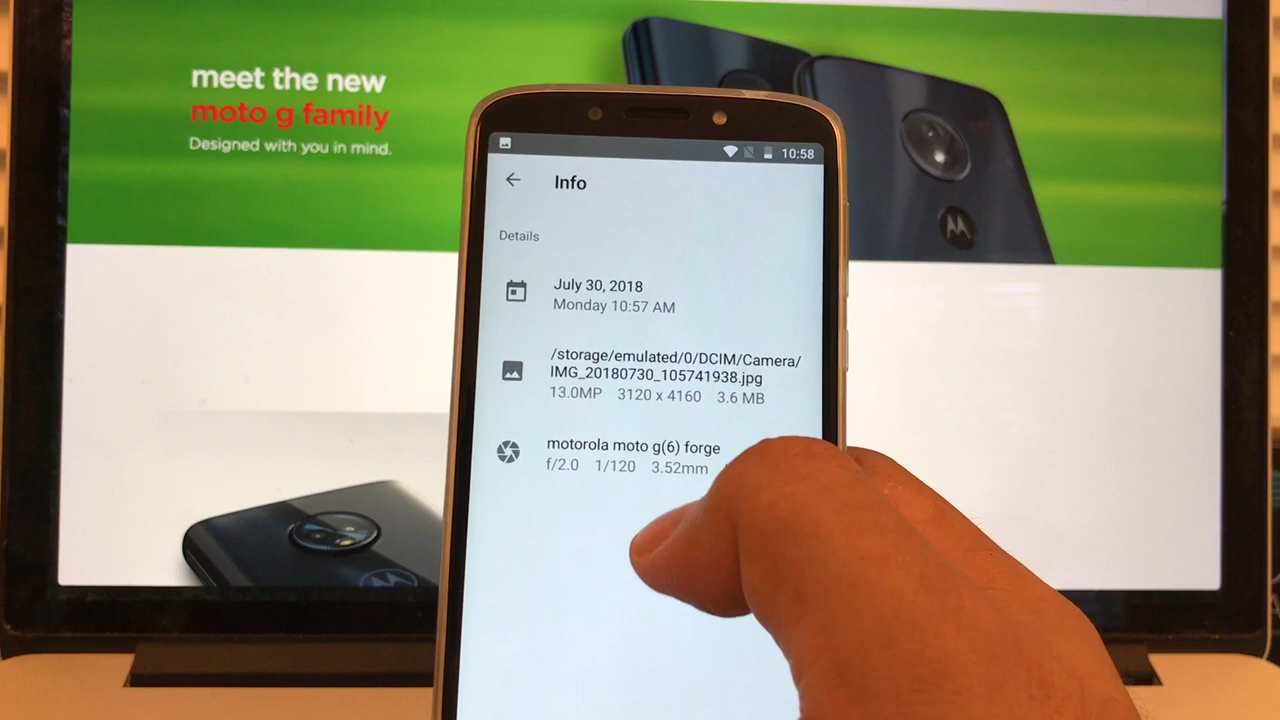 meet the new
moto g family
Designed with you in mind.
10:58
Info
Details
July 30, 2018
Monday 10:57 AM
/storage/emulated/0/DCIM/Camera/
IMG_20180730_105741938.jpg
13.0MP 3120 x 4160 3.6 MB
motorola moto g(6) forge
f/2.0 1/120 3.52mm